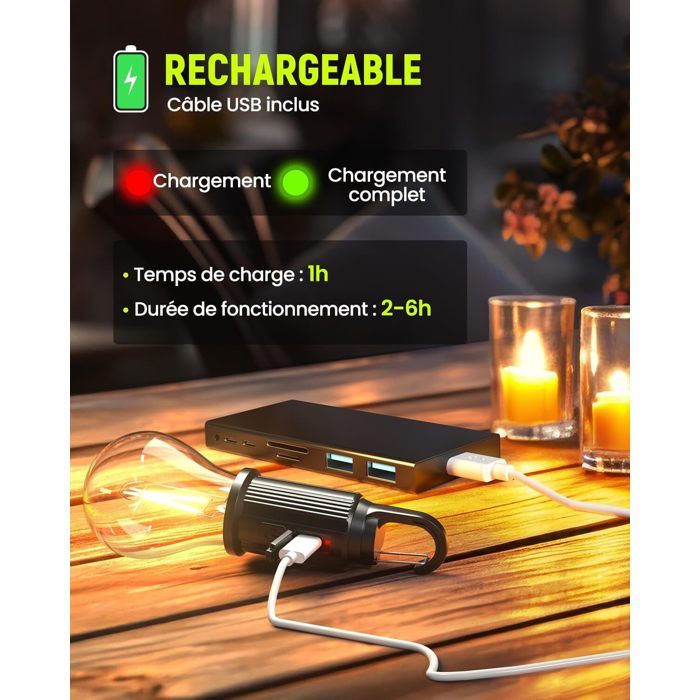 RECHARGEABLE
Câble USB inclus
Chargement
Chargement
complet
• Temps de charge : 1h
• Durée de fonctionnement : 2-6h